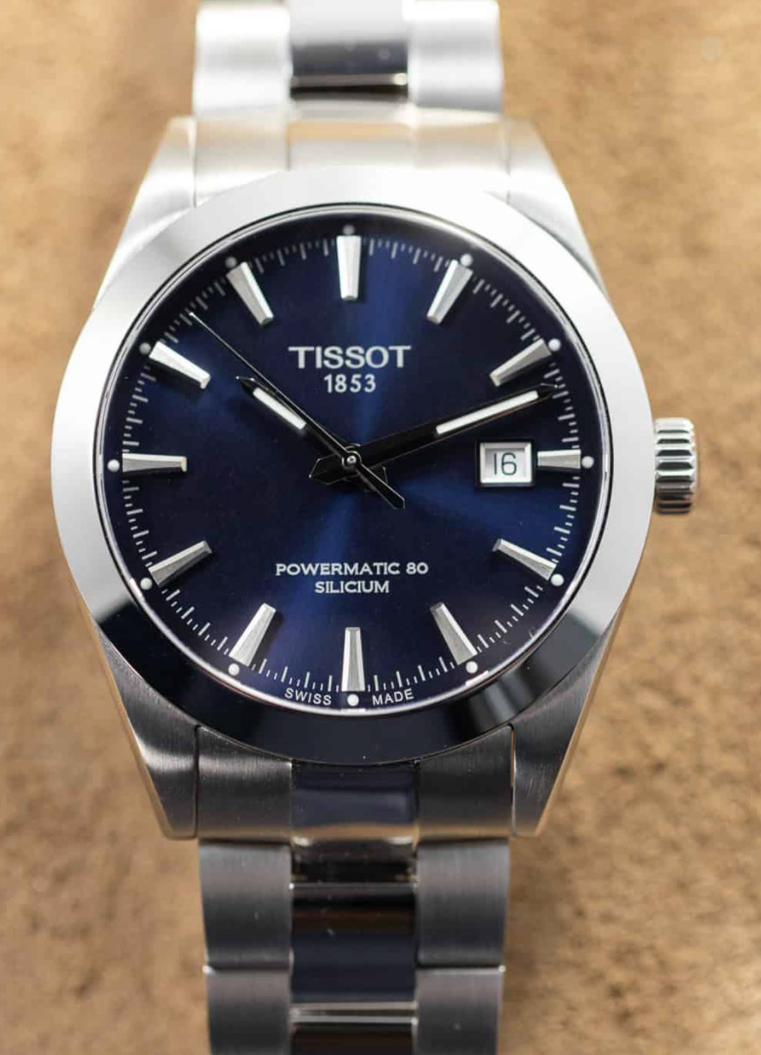 TISSOT
1853
16
POWERMATIC 80
SILICIUM
SWISS MADE